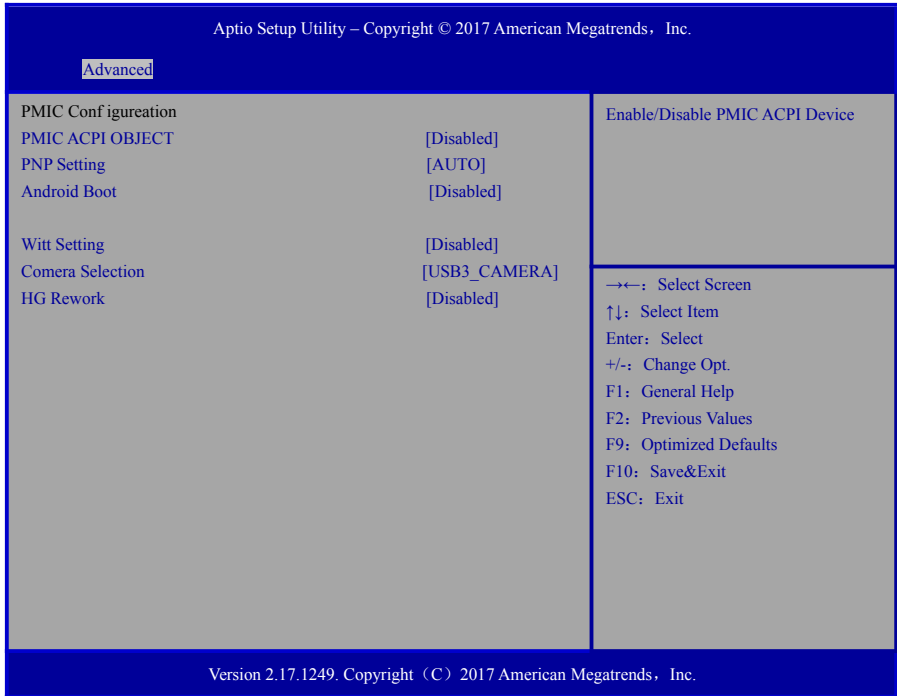 Aptio Setup Utility – Copyright © 2017 American Megatrends，Inc.
Advanced
PMIC Conf igureation
PMIC ACPI OBJECT [Disabled]
PNP Setting [AUTO]
Android Boot [Disabled]
Witt Setting [Disabled]
Comera Selection [USB3_CAMERA]
HG Rework [Disabled]
Enable/Disable PMIC ACPI Device
→←：Select Screen
↑↓：Select Item
Enter：Select
+/-：Change Opt.
F1：General Help
F2：Previous Values
F9：Optimized Defaults
F10：Save&Exit
ESC：Exit
Version 2.17.1249. Copyright（C）2017 American Megatrends，Inc.